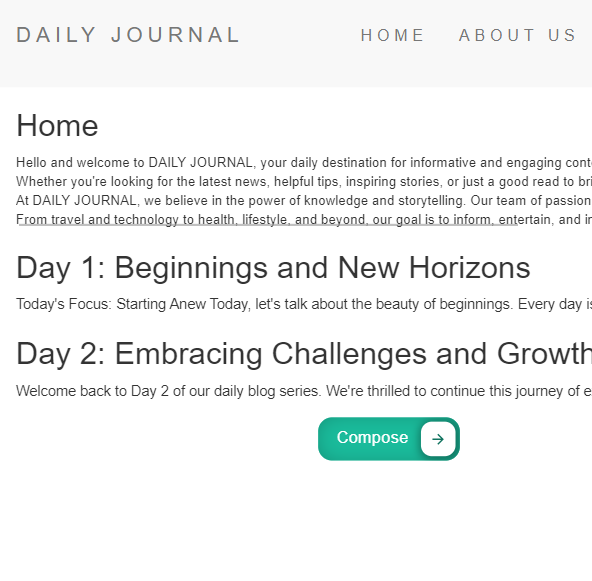 DAILY JOURNAL HOME ABOUT US
Home
Hello and welcome to DAILY JOURNAL, your daily destination for informative and engaging
Whether you're looking for the latest news, helpful tips, inspiring stories, or just a good read to
At DAILY JOURNAL, we believe in the power of knowledge and storytelling. Our team of
From travel and technology to health, lifestyle, and beyond, our goal is to inform, entertain, and
Day 1: Beginnings and New Horizons
Today's Focus: Starting Anew Today, let's talk about the beauty of beginnings. Every day
Day 2: Embracing Challenges and Growth
Welcome back to Day 2 of our daily blog series. We're thrilled to continue this journey of
Compose